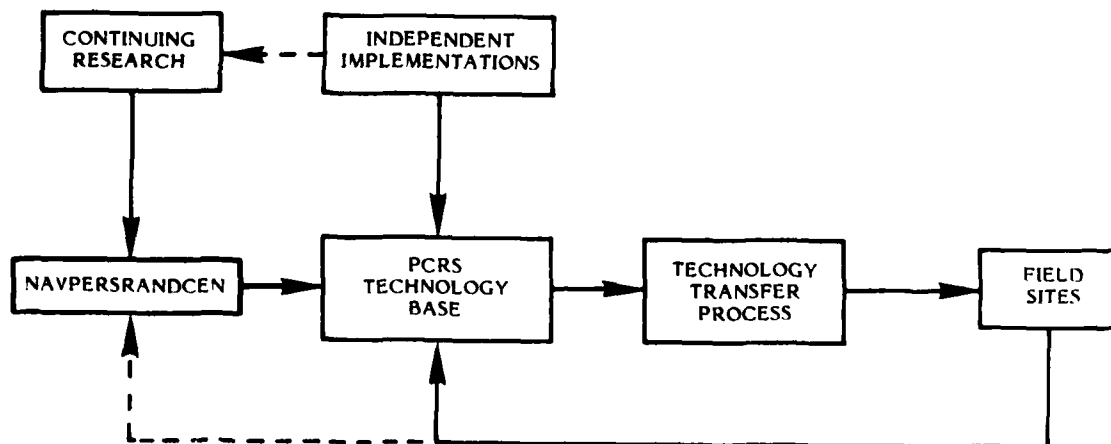 CONTINUING
RESEARCH
INDEPENDENT
IMPLEMENTATIONS
NAVPERSRANDCEN
PCRS
TECHNOLOGY
BASE
TECHNOLOGY
TRANSFER
PROCESS
FIELD
SITES